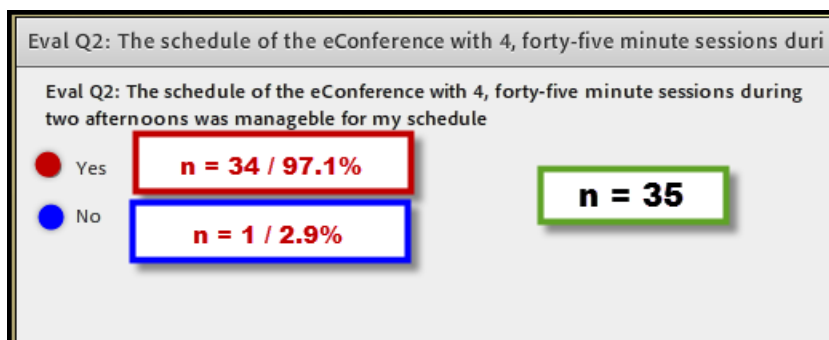 Eval Q2: The schedule of the eConference with 4, forty-five minute sessions duri
Eval Q2: The schedule of the eConference with 4, forty-five minute sessions during
two afternoons was manageble for my schedule
Yes
n = 34 / 97.1%
No
n = 1 / 2.9%
n = 35